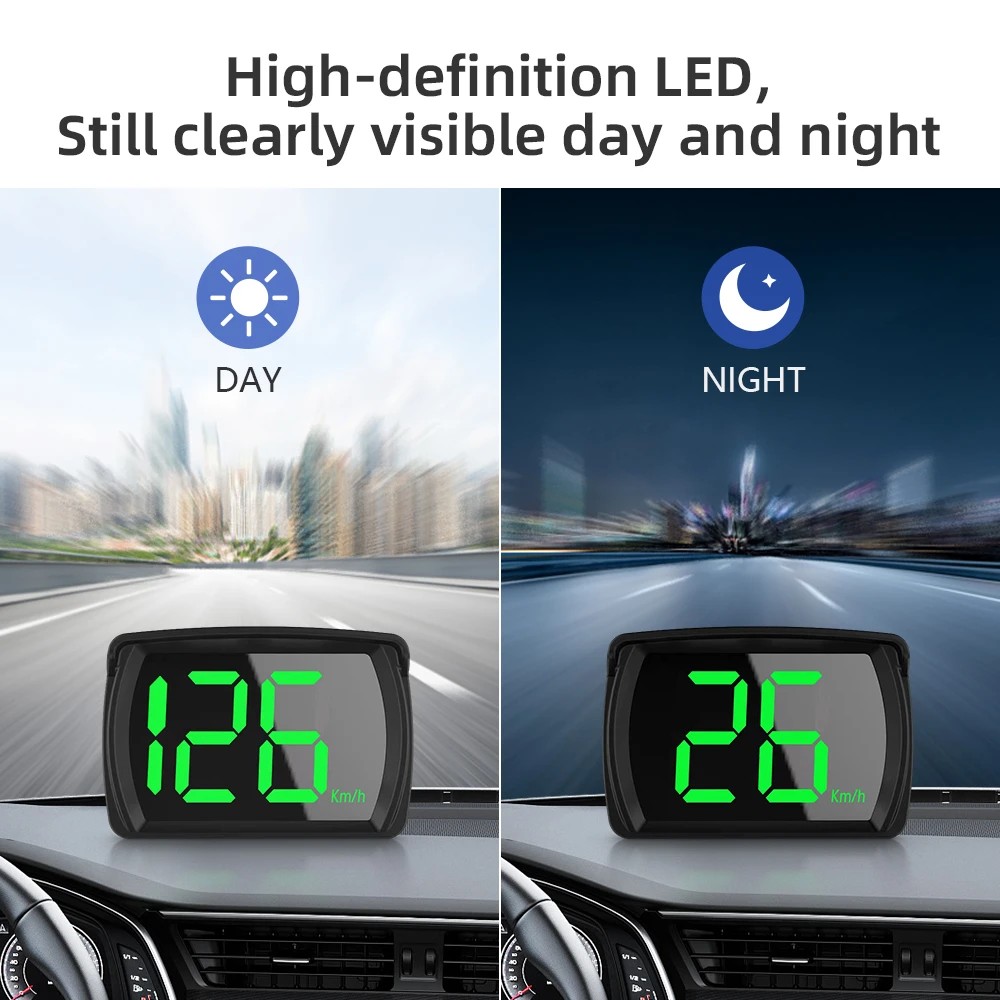 High-definition LED,
Still clearly visible day and night
DAY
NIGHT
126
Km/h
26
Km/h